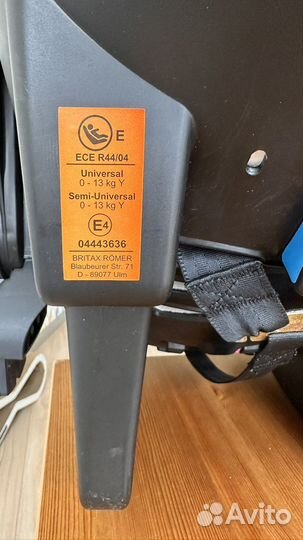 E
ECE R44/04
Universal
0 - 13 kg Y
Semi-Universal
0 - 13 kg Y
E4
04443636
BRITAX RÖMER
Blaubeurer Str. 71
D - 89077 Ulm
Avito